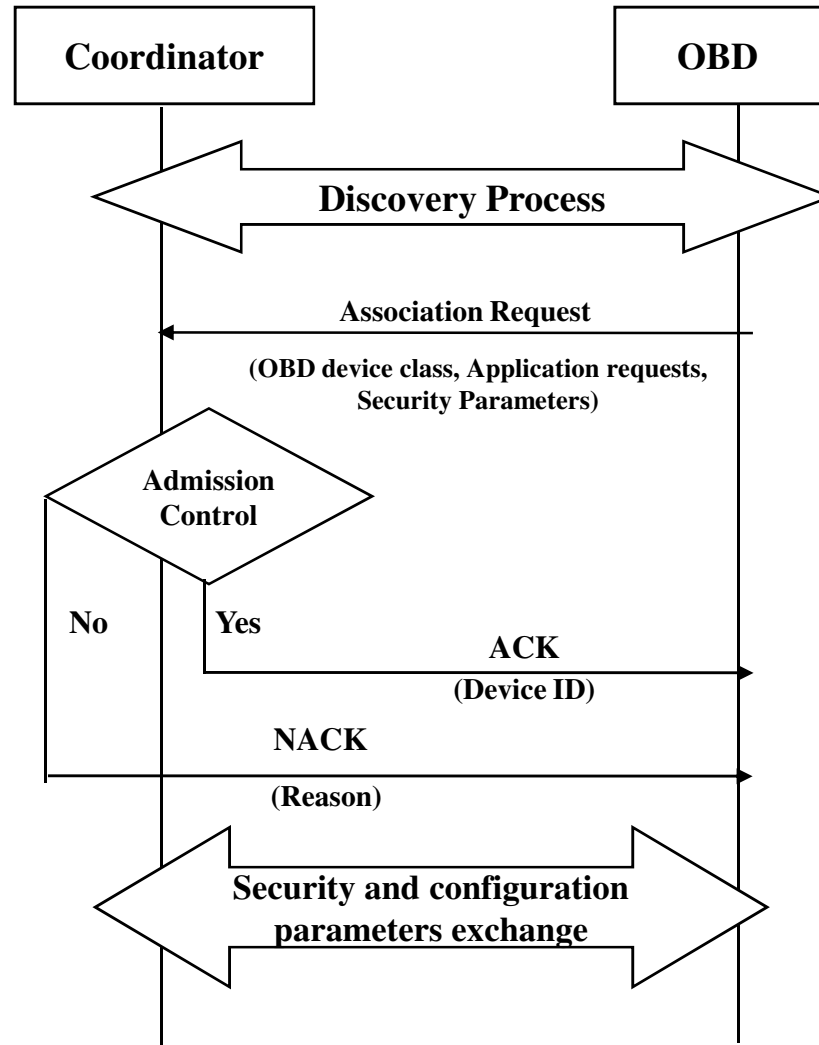 Coordinator
OBD
Discovery Process
Association Request
(OBD device class, Application requests,
Security Parameters)
Admission
Control
No
Yes
ACK
(Device ID)
NACK
(Reason)
Security and configuration
parameters exchange